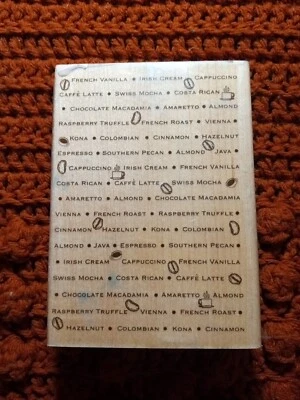 French Vanilla • Irish Cream Cappuccino
Caffé Latte • Swiss Mocha • Costa Rican
• Chocolate Macadamia • Amaretto • Almond
Raspberry Truffle French Roast • Vienna •
• Kona • Colombian • Cinnamon • Hazelnut
Espresso • Southern Pecan • Almond Java •
Cappuccino • Irish Cream • French Vanilla
Costa Rican • Caffé Latte Swiss Mocha
• Amaretto • Almond • Chocolate Macadamia
Vienna • French Roast • Raspberry Truffle
Cinnamon Hazelnut • Kona • Colombian
Almond • Java • Espresso • Southern Pecan •
• Irish Cream Cappuccino French Vanilla
Swiss Mocha • Costa Rican • Caffé Latte
• Chocolate Macadamia • Amaretto Almond
Raspberry Truffle Vienna • French Roast •
Hazelnut • Colombian • Kona • Cinnamon